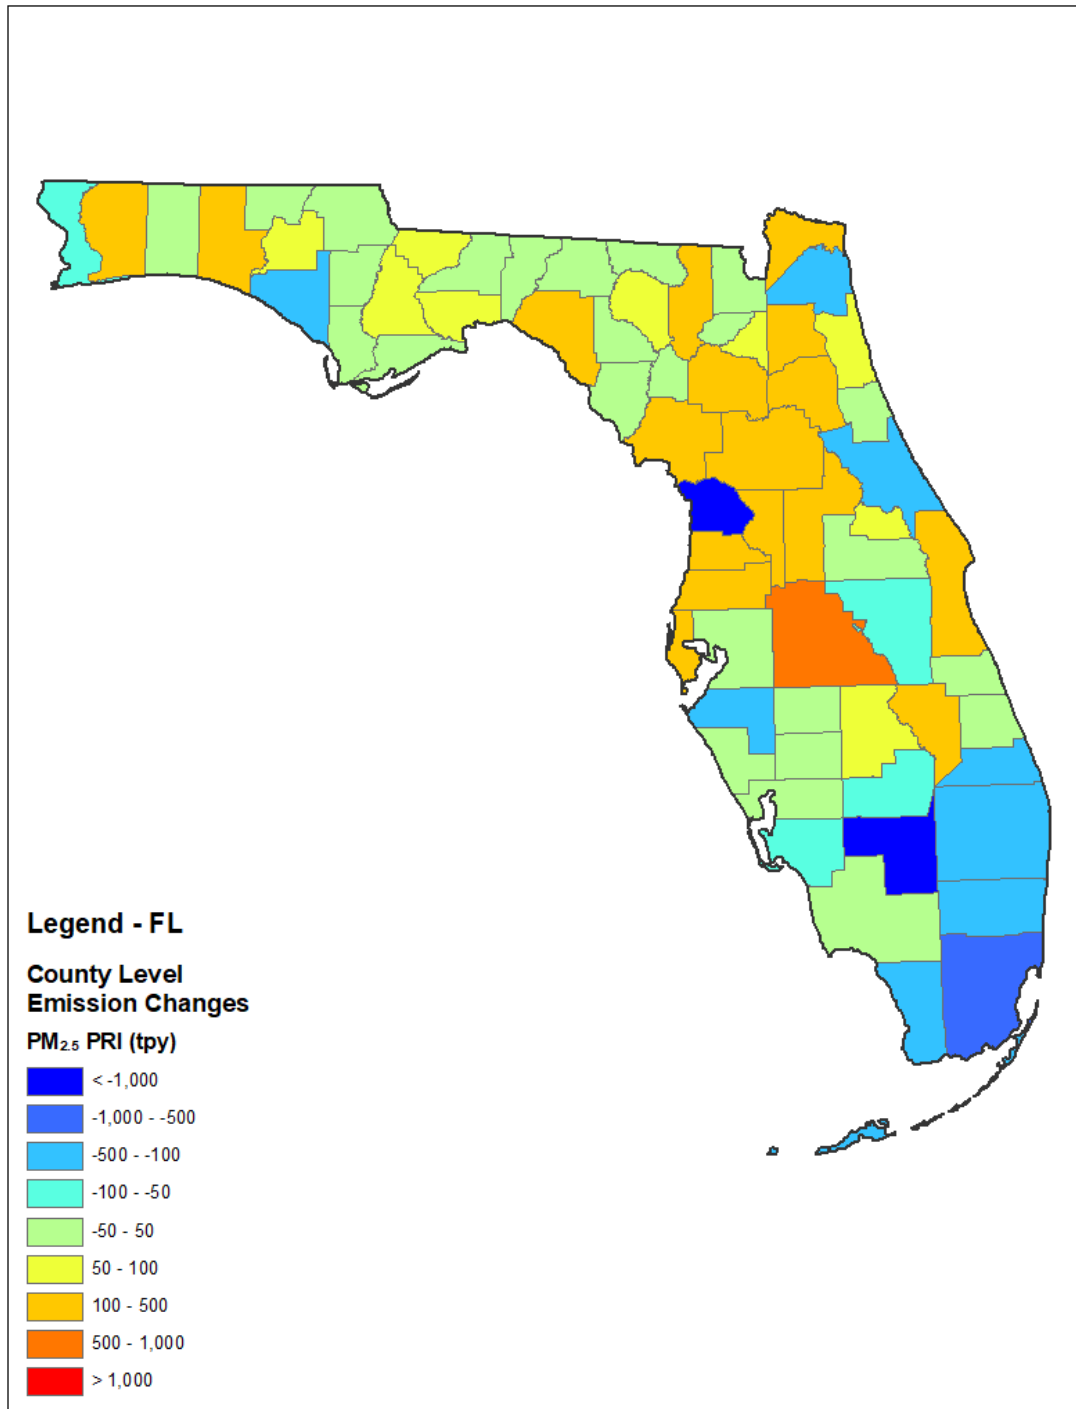 Legend - FL
County Level
Emission Changes
PM₂.₅ PRI (tpy)
< -1,000
-1,000 - -500
-500 - -100
-100 - -50
-50 - 50
50 - 100
100 - 500
500 - 1,000
> 1,000